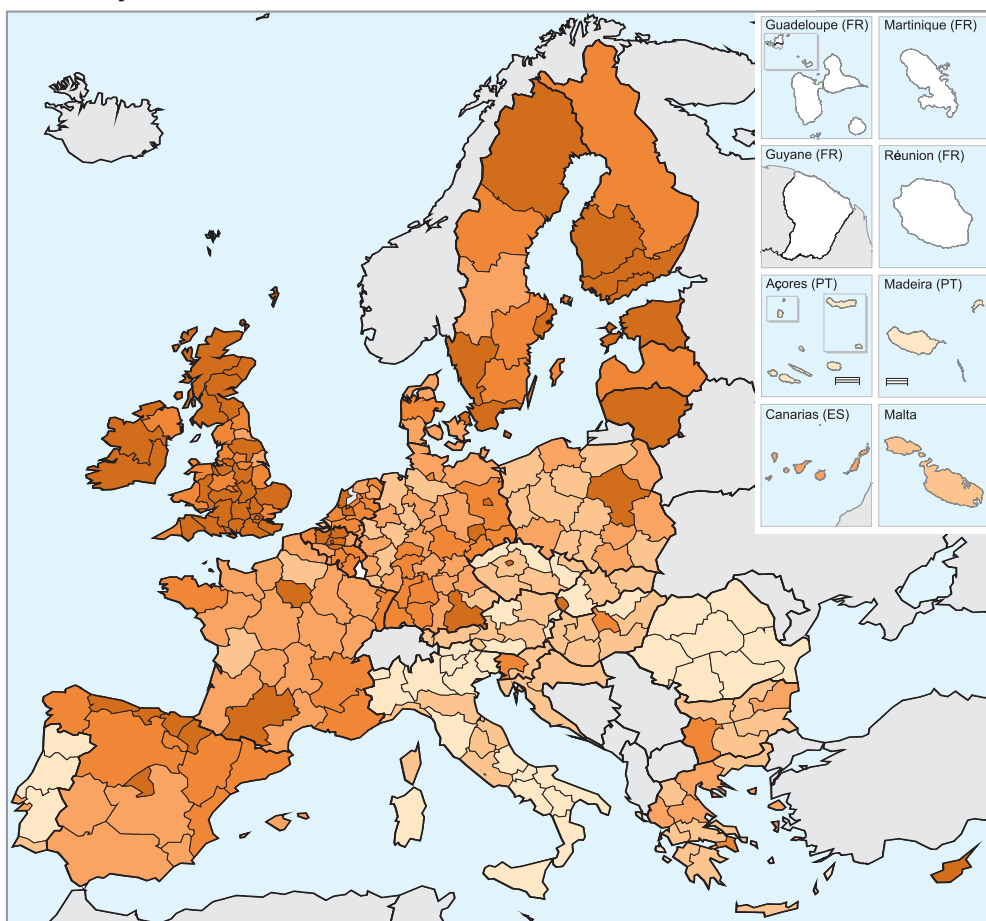 Guadeloupe (FR)
Martinique (FR)
Guyane (FR)
Réunion (FR)
Açores (PT)
Madeira (PT)
Canarias (ES)
Malta